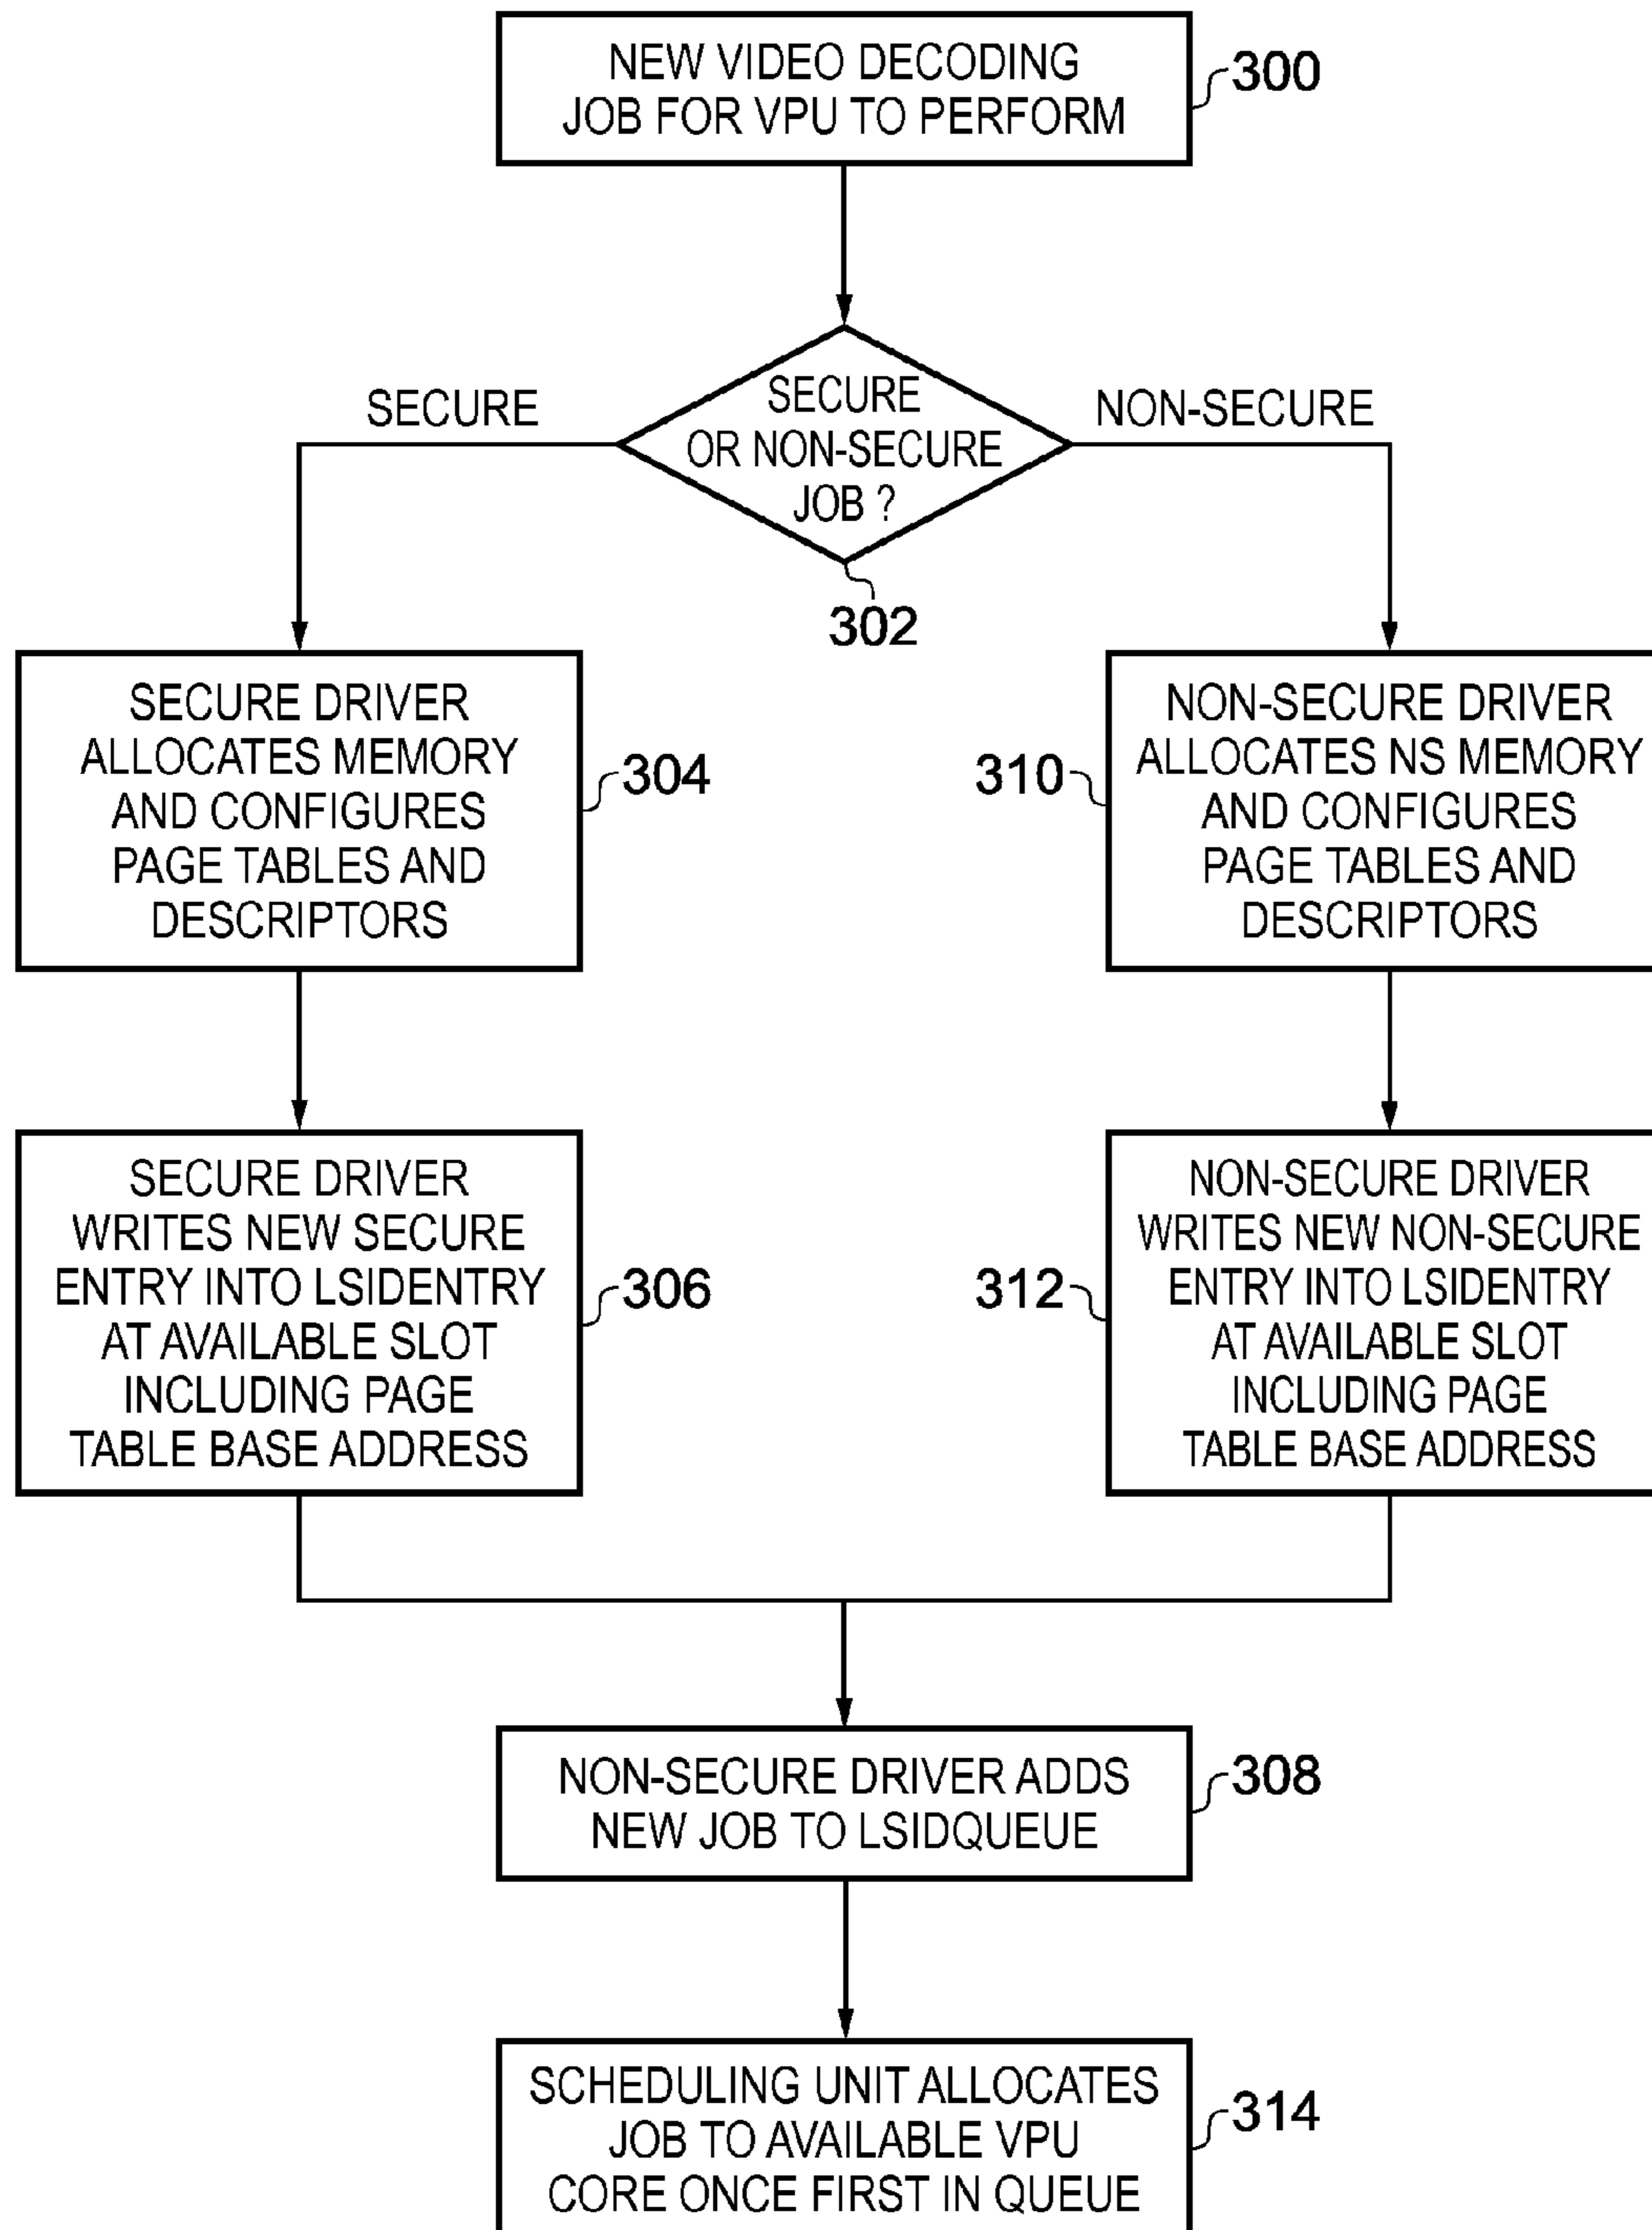 NEW VIDEO DECODING
JOB FOR VPU TO PERFORM
300
SECURE
SECURE
OR NON-SECURE
JOB ?
NON-SECURE
302
SECURE DRIVER
ALLOCATES MEMORY
AND CONFIGURES
PAGE TABLES AND
DESCRIPTORS
304
310
NON-SECURE DRIVER
ALLOCATES NS MEMORY
AND CONFIGURES
PAGE TABLES AND
DESCRIPTORS
SECURE DRIVER
WRITES NEW SECURE
ENTRY INTO LSIDENTRY
AT AVAILABLE SLOT
INCLUDING PAGE
TABLE BASE ADDRESS
306
312
NON-SECURE DRIVER
WRITES NEW NON-SECURE
ENTRY INTO LSIDENTRY
AT AVAILABLE SLOT
INCLUDING PAGE
TABLE BASE ADDRESS
NON-SECURE DRIVER ADDS
NEW JOB TO LSIDQUEUE
308
SCHEDULING UNIT ALLOCATES
JOB TO AVAILABLE VPU
CORE ONCE FIRST IN QUEUE
314